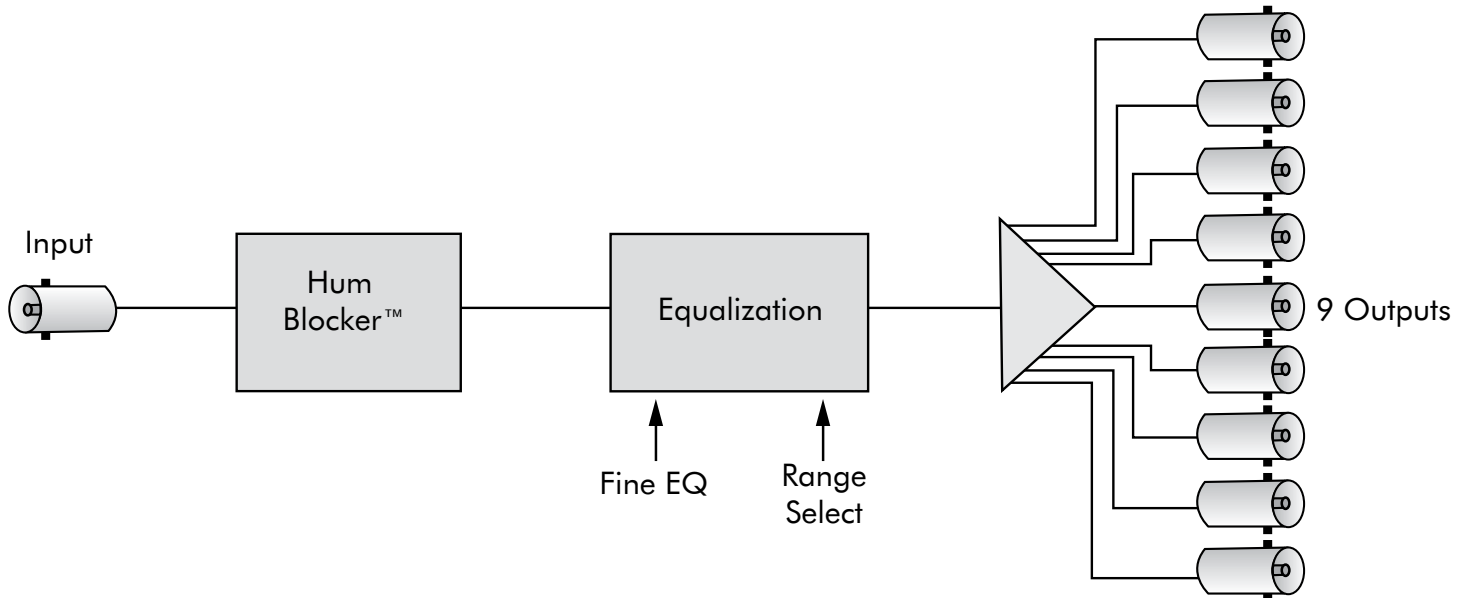 Input
Hum
Blocker™
Equalization
9 Outputs
Fine EQ
Range
Select